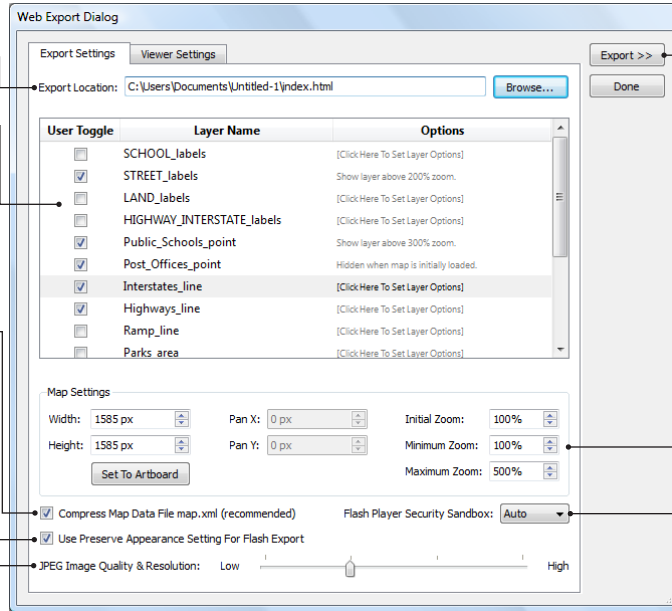 Web Export Dialog
Export Settings Viewer Settings Export >>
Export Location: C:\Users\Documents\Untitled-1\index.html Browse... Done
User Toggle Layer Name Options
SCHOOL_labels [Click Here To Set Layer Options]
STREET_labels Show layer above 200% zoom.
LAND_labels [Click Here To Set Layer Options]
HIGHWAY_INTERSTATE_labels [Click Here To Set Layer Options]
Public_Schools_point Show layer above 300% zoom.
Post_Offices_point Hidden when map is initially loaded.
Interstates_line [Click Here To Set Layer Options]
Highways_line [Click Here To Set Layer Options]
Ramp_line [Click Here To Set Layer Options]
Parks_area [Click Here To Set Layer Options]
Map Settings
Width: 1585 px Pan X: 0 px Initial Zoom: 100%
Height: 1585 px Pan Y: 0 px Minimum Zoom: 100%
Set To Artboard Maximum Zoom: 500%
Compress Map Data File map.xml (recommended) Flash Player Security Sandbox: Auto
Use Preserve Appearance Setting For Flash Export
JPEG Image Quality & Resolution: Low High